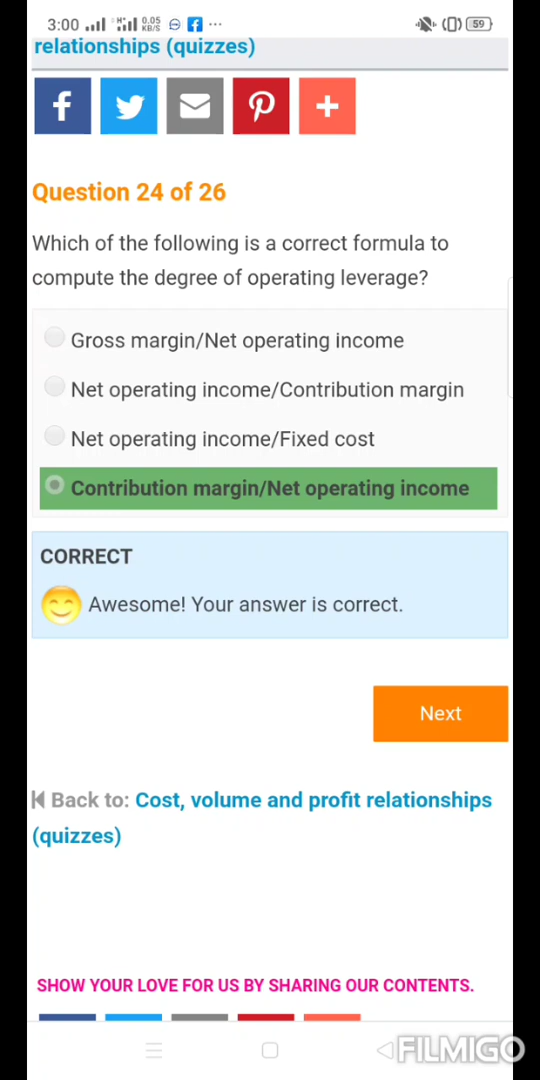 3:00 H+ 0.05 KB/S ... 59
relationships (quizzes)
Question 24 of 26
Which of the following is a correct formula to
compute the degree of operating leverage?
Gross margin/Net operating income
Net operating income/Contribution margin
Net operating income/Fixed cost
Contribution margin/Net operating income
CORRECT
Awesome! Your answer is correct.
Next
Back to: Cost, volume and profit relationships
(quizzes)
SHOW YOUR LOVE FOR US BY SHARING OUR CONTENTS.
FILMIGO